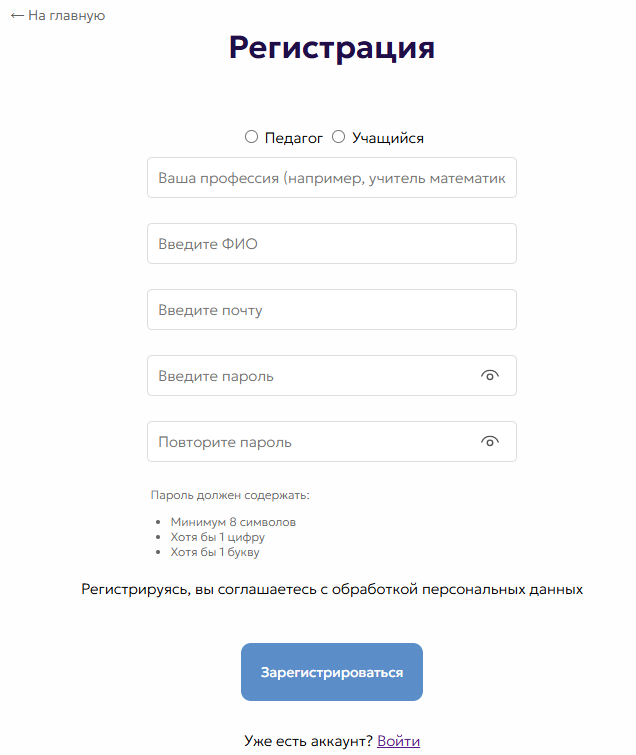 ← На главную
Регистрация
Педагог Учащийся
Ваша профессия (например, учитель математик
Введите ФИО
Введите почту
Введите пароль
Повторите пароль
Пароль должен содержать:
• Минимум 8 символов
• Хотя бы 1 цифру
• Хотя бы 1 букву
Регистрируясь, вы соглашаетесь с обработкой персональных данных
Зарегистрироваться
Уже есть аккаунт? Войти